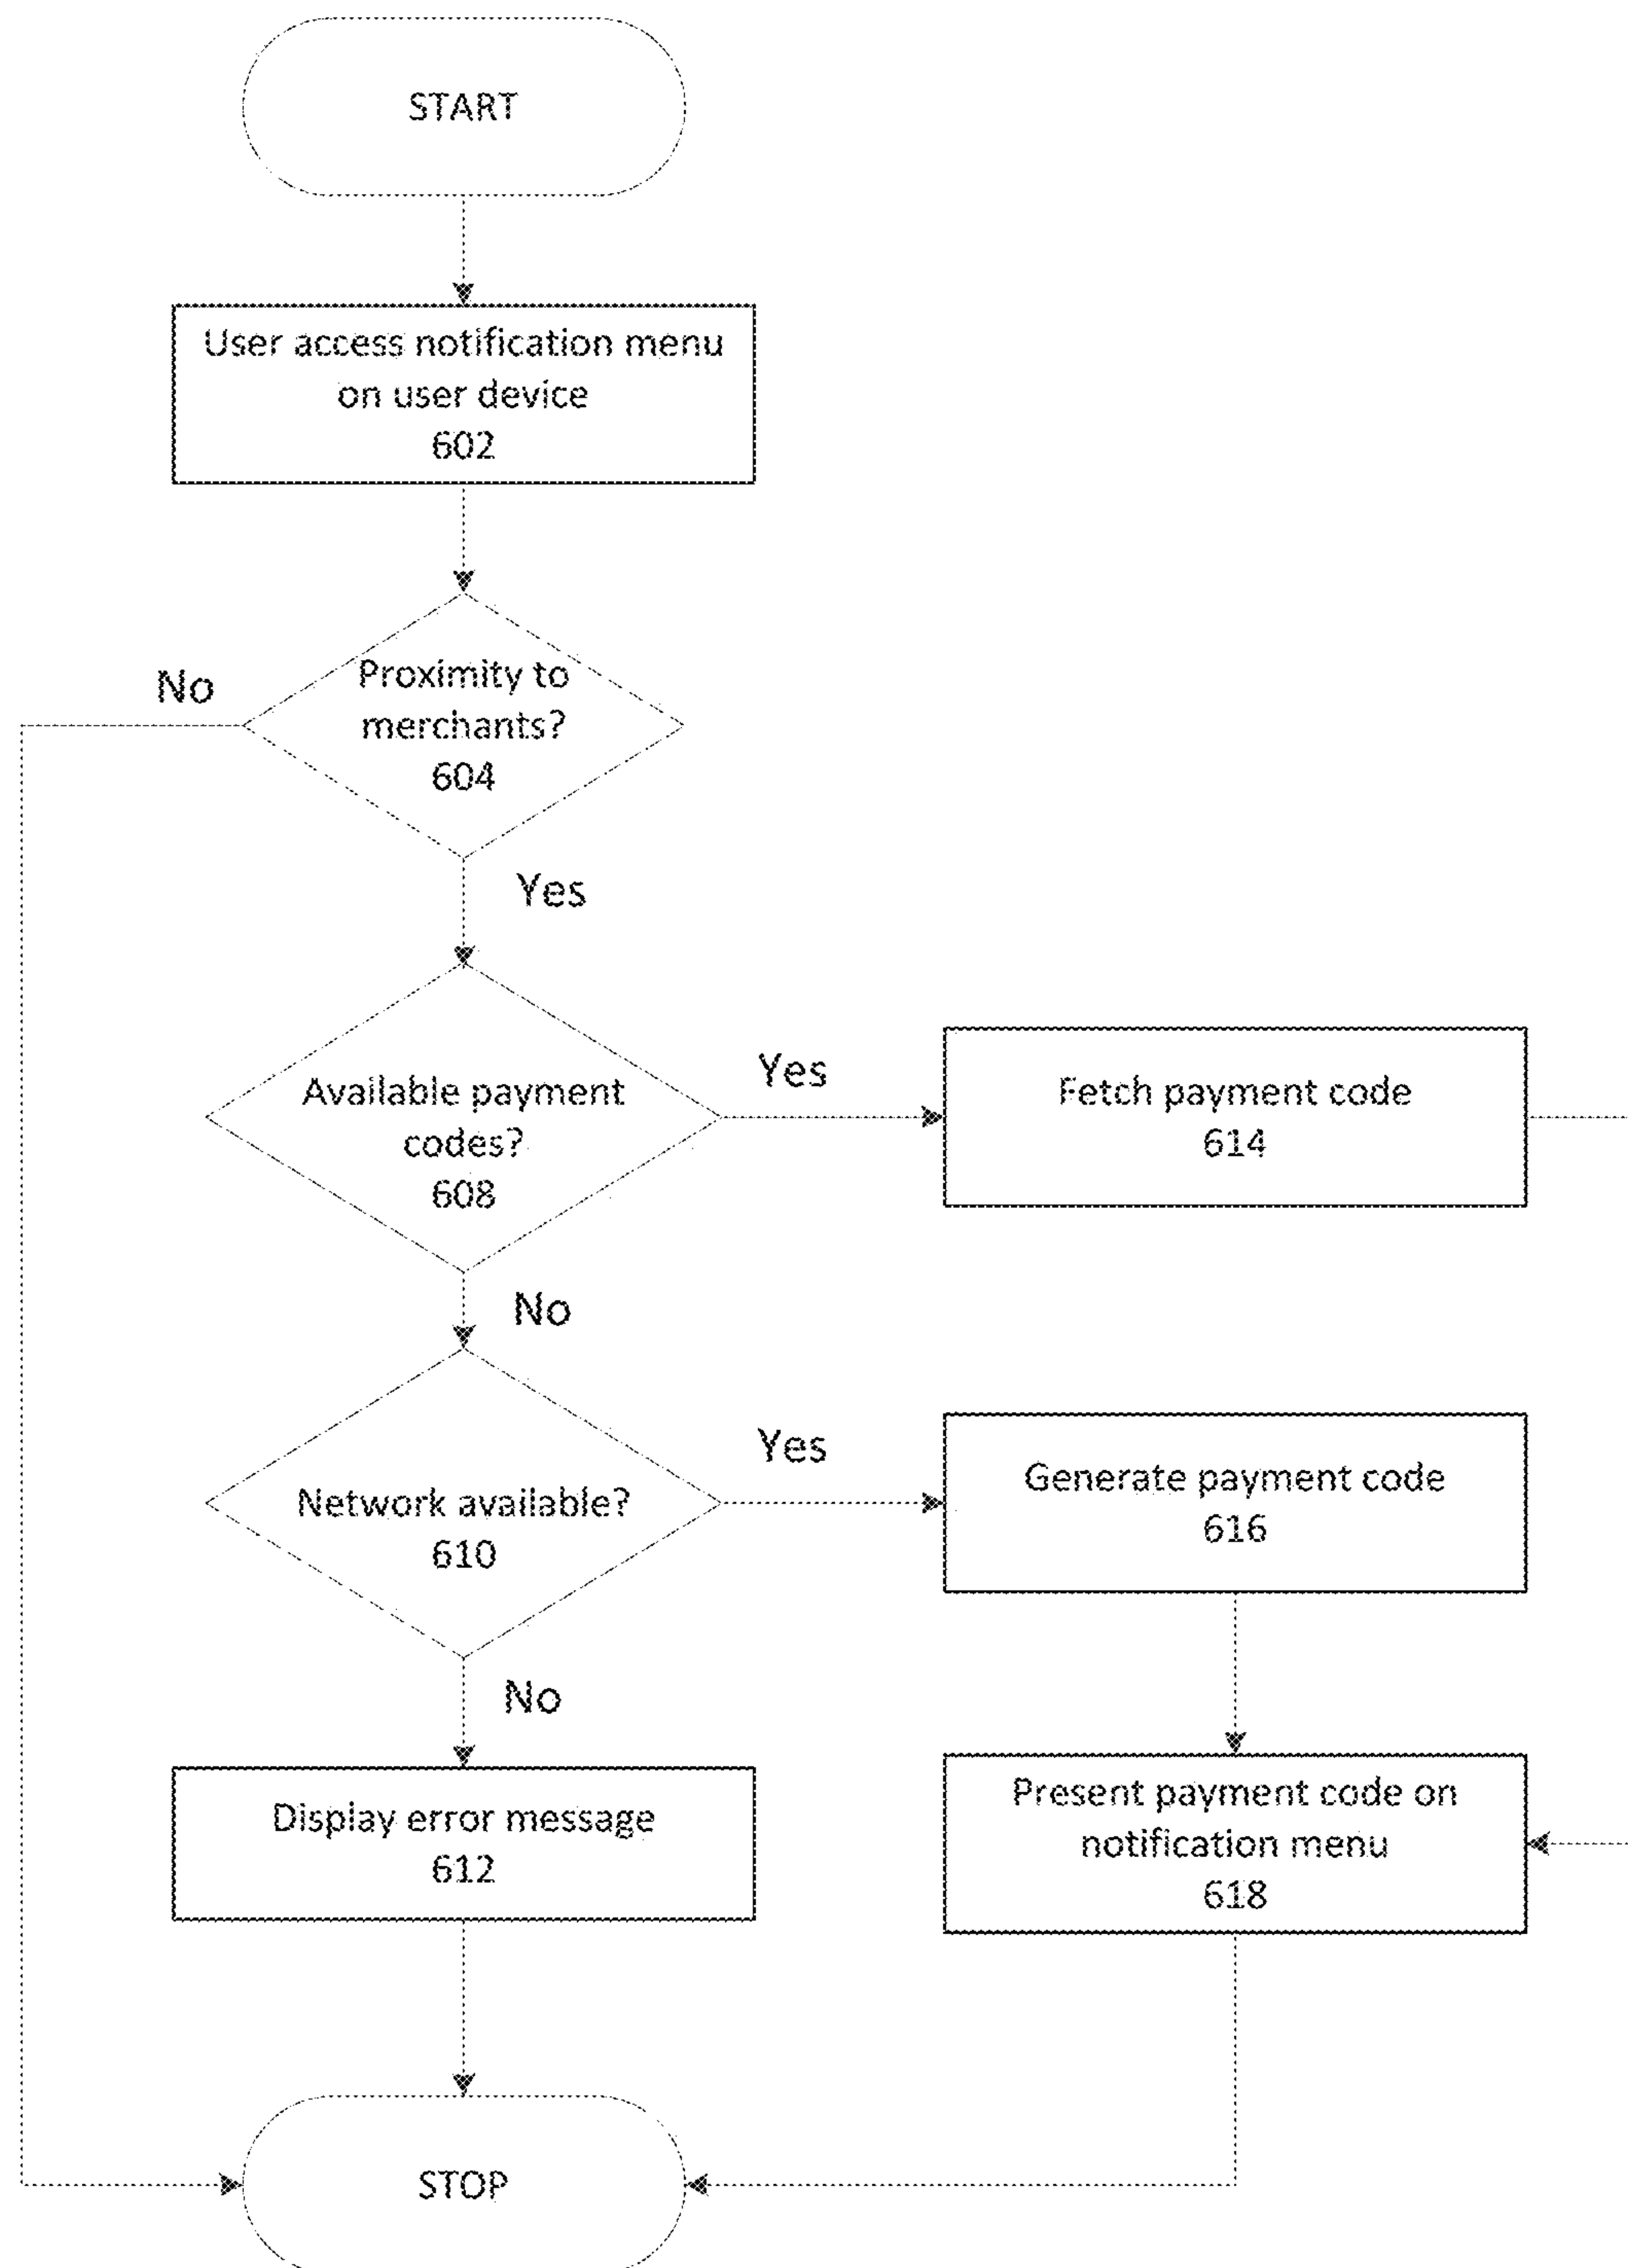 START
User access notification menu
on user device
602
No
Proximity to
merchants?
604
Yes
Available payment
codes?
608
Yes
Fetch payment code
614
No
Network available?
610
Yes
Generate payment code
616
No
Display error message
612
Present payment code on
notification menu
618
STOP